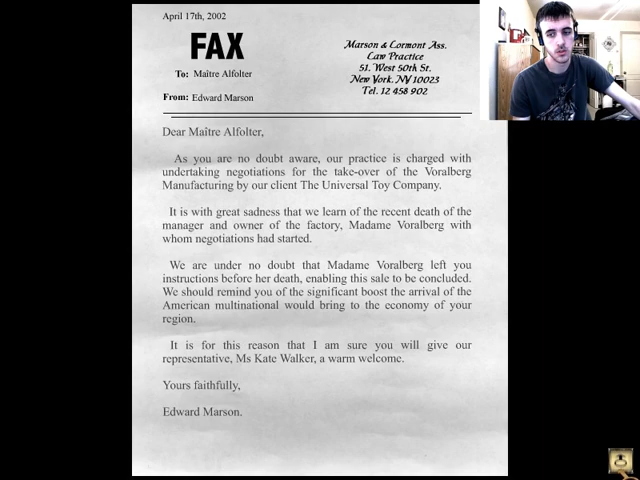 April 17th, 2002
FAX
To: Maître Alfolter
From: Edward Marson
Marson & Lormont Ass.
Law Practice
51, West 50th St.
New York, NY 10023
Tel. 12 458 902
Dear Maître Alfolter,
As you are no doubt aware, our practice is charged with
undertaking negotiations for the take-over of the Voralberg
Manufacturing by our client The Universal Toy Company.
It is with great sadness that we learn of the recent death of the
manager and owner of the factory, Madame Voralberg with
whom negotiations had started.
We are under no doubt that Madame Voralberg left you
instructions before her death, enabling this sale to be concluded.
We should remind you of the significant boost the arrival of the
American multinational would bring to the economy of your
region.
It is for this reason that I am sure you will give our
representative, Ms Kate Walker, a warm welcome.
Yours faithfully,
Edward Marson.